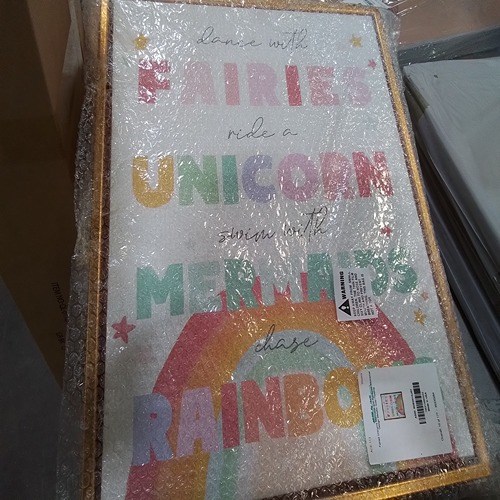 dance with
FAIRIES
ride a
UNICORN
swim with
MERMAIDS
WARNING
chase
RAINBO